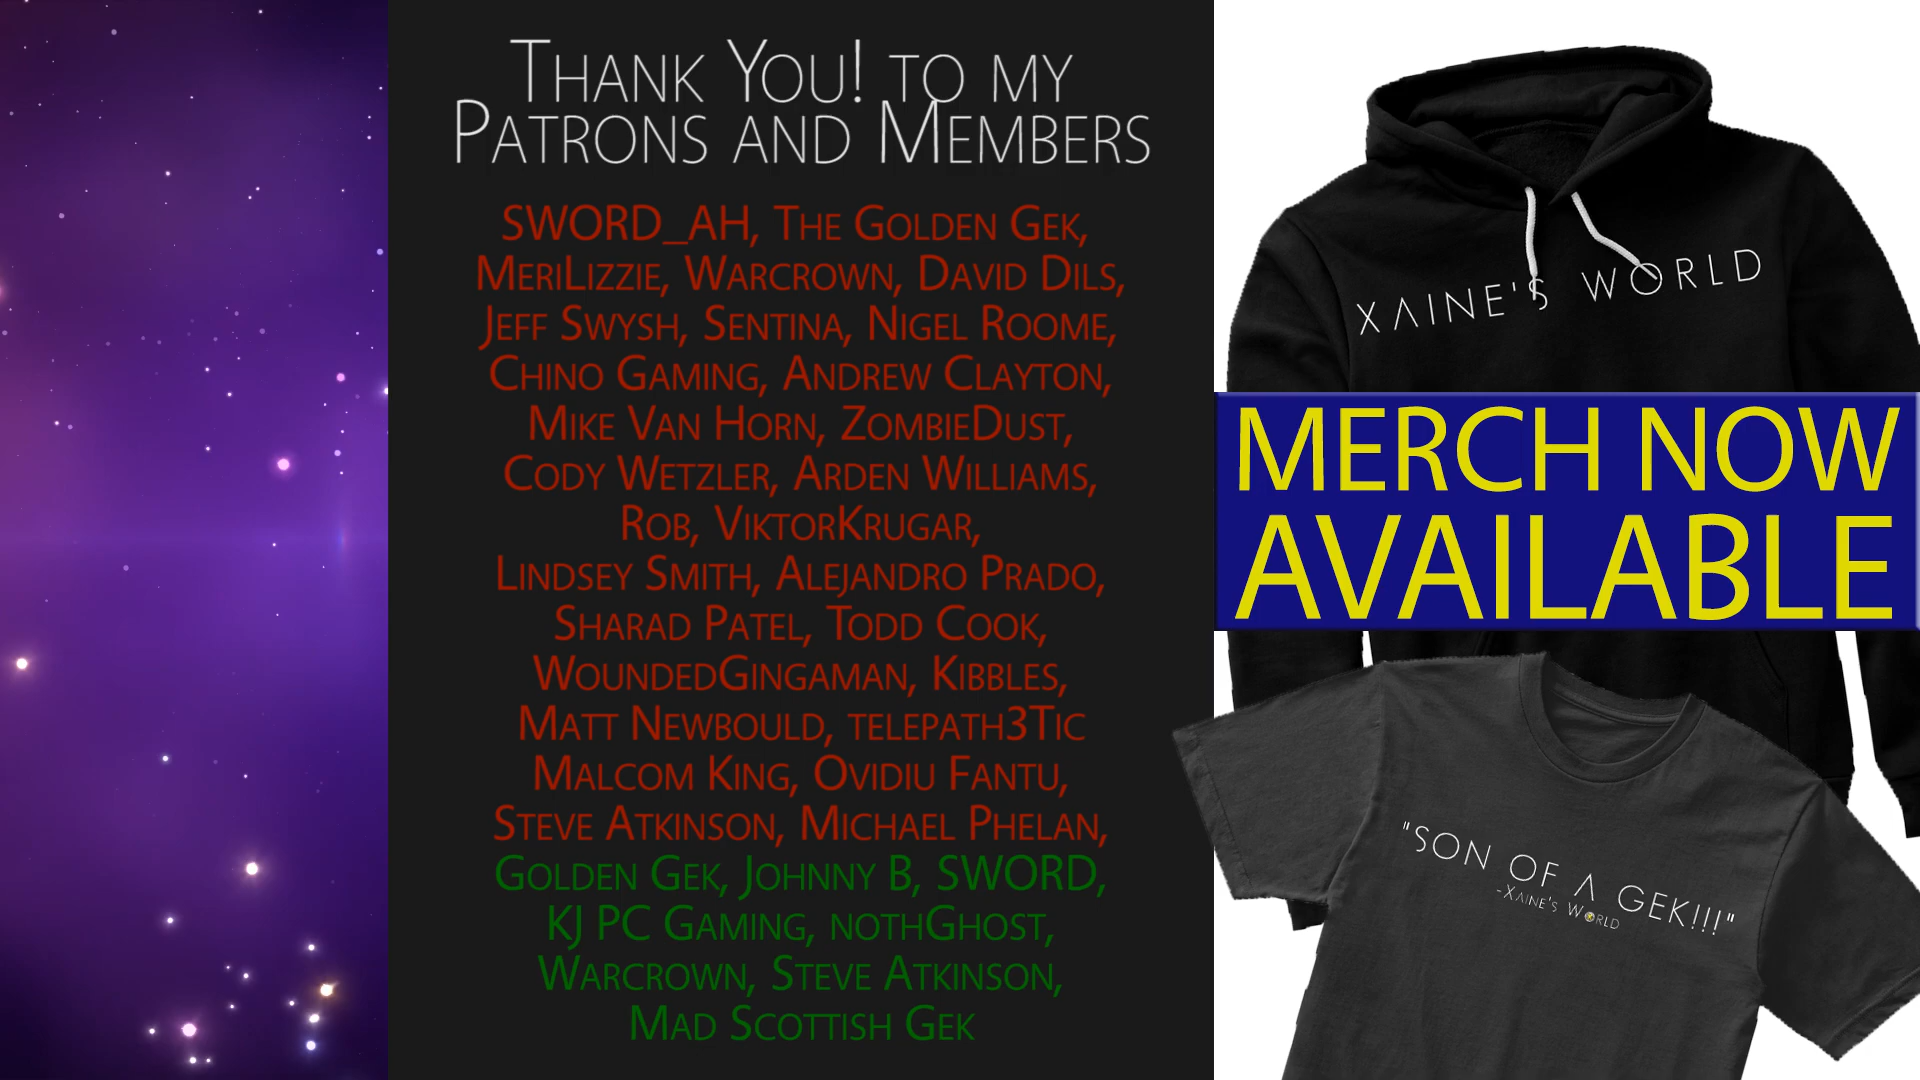 Thank You! to my
Patrons and Members
SWORD_AH, The Golden Gek,
MeriLizzie, Warcrown, David Dils,
Jeff Swysh, Sentina, Nigel Roome,
Chino Gaming, Andrew Clayton,
Mike Van Horn, ZombieDust,
Cody Wetzler, Arden Williams,
Rob, ViktorKrugar,
Lindsey Smith, Alejandro Prado,
Sharad Patel, Todd Cook,
WoundedGingaman, Kibbles,
Matt Newbould, telepath3Tic
Malcom King, Ovidiu Fantu,
Steve Atkinson, Michael Phelan,
Golden Gek, Johnny B, SWORD,
KJ PC Gaming, nothGhost,
Warcrown, Steve Atkinson,
Mad Scottish Gek
XAINE'S WORLD
MERCH NOW
AVAILABLE
"SON OF A GEK!!!"
-Xaine's World